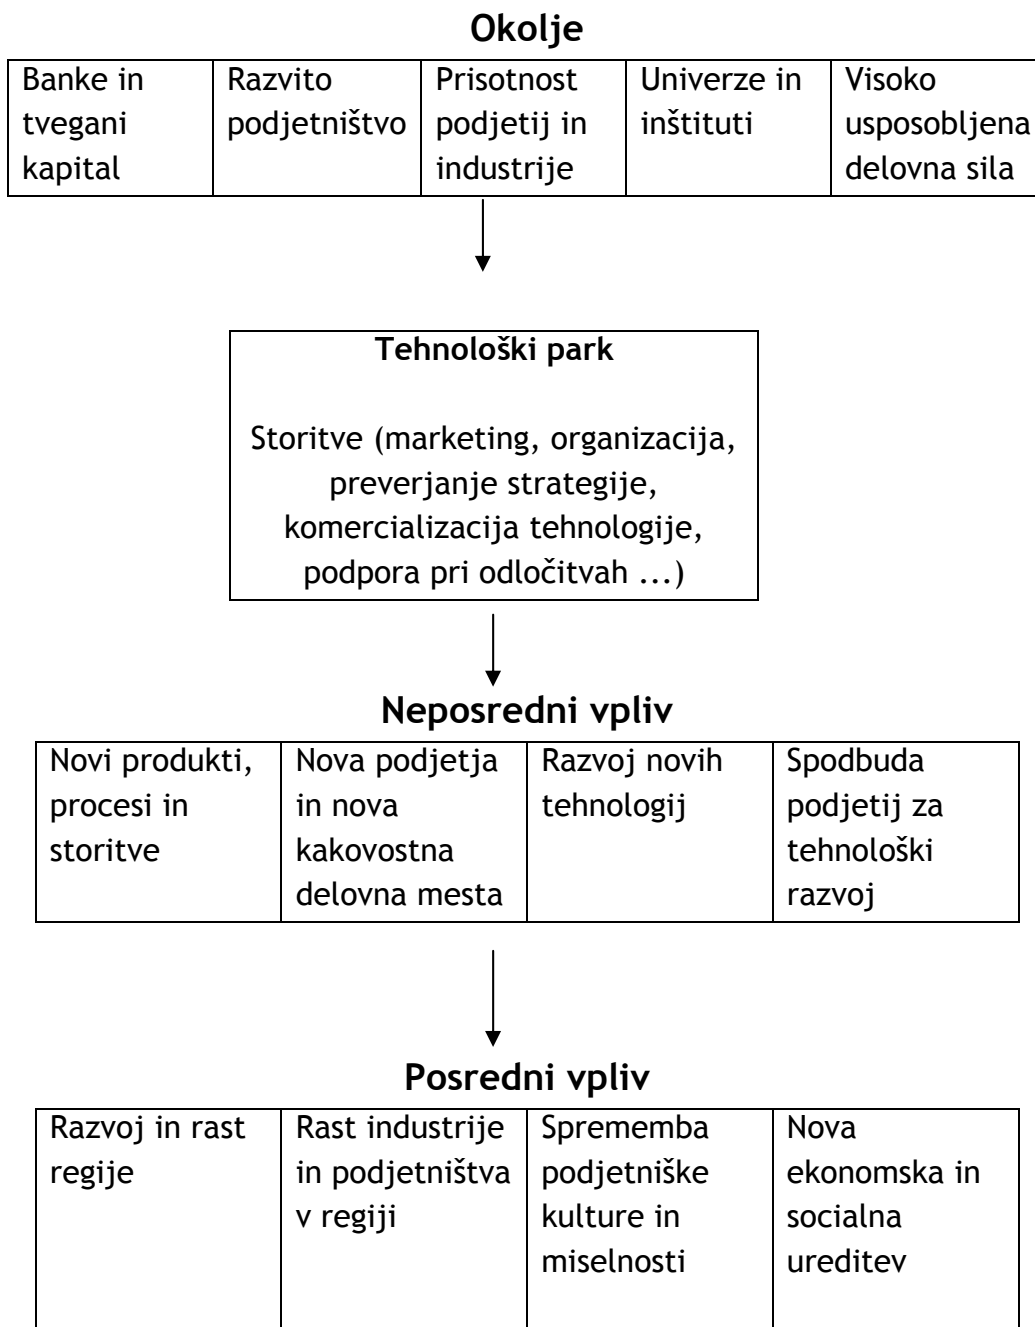 Okolje
Banke in
tvegani
kapital
Razvito
podjetništvo
Prisotnost
podjetij in
industrije
Univerze in
inštituti
Visoko
usposobljena
delovna sila
Tehnološki park
Storitve (marketing, organizacija,
preverjanje strategije,
komercializacija tehnologije,
podpora pri odločitvah ...)
Neposredni vpliv
Novi produkti,
procesi in
storitve
Nova podjetja
in nova
kakovostna
delovna mesta
Razvoj novih
tehnologij
Spodbuda
podjetij za
tehnološki
razvoj
Posredni vpliv
Razvoj in rast
regije
Rast industrije
in podjetništva
v regiji
Sprememba
podjetniške
kulture in
miselnosti
Nova
ekonomska in
socialna
ureditev